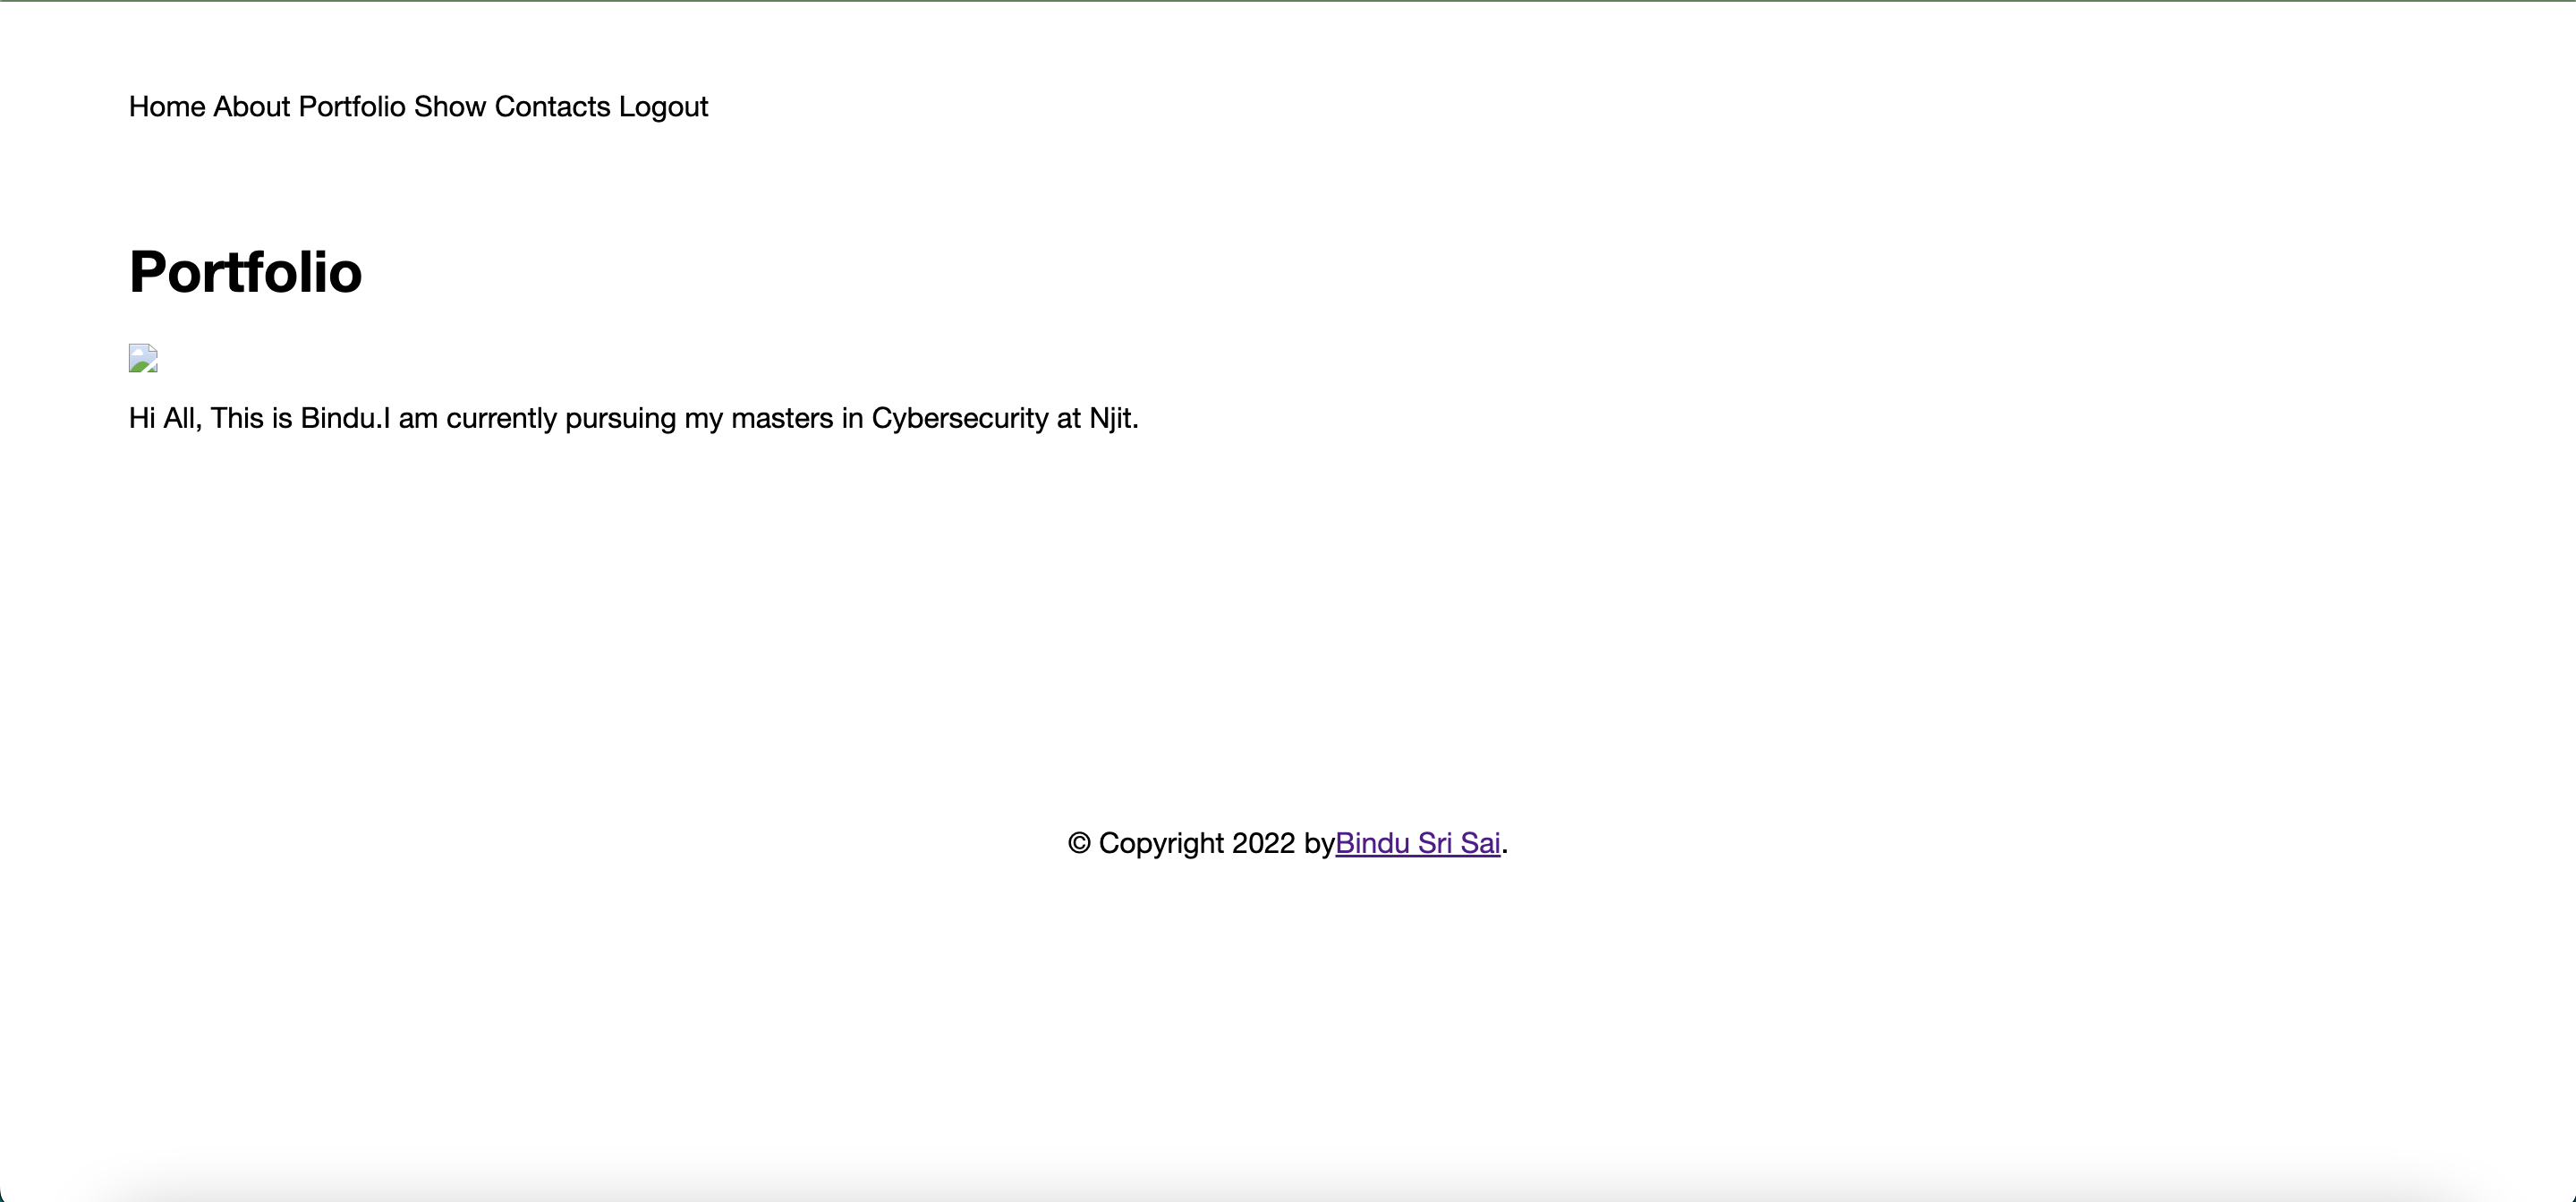 Home About Portfolio Show Contacts Logout
Portfolio
Hi All, This is Bindu.I am currently pursuing my masters in Cybersecurity at Njit.
© Copyright 2022 byBindu Sri Sai.